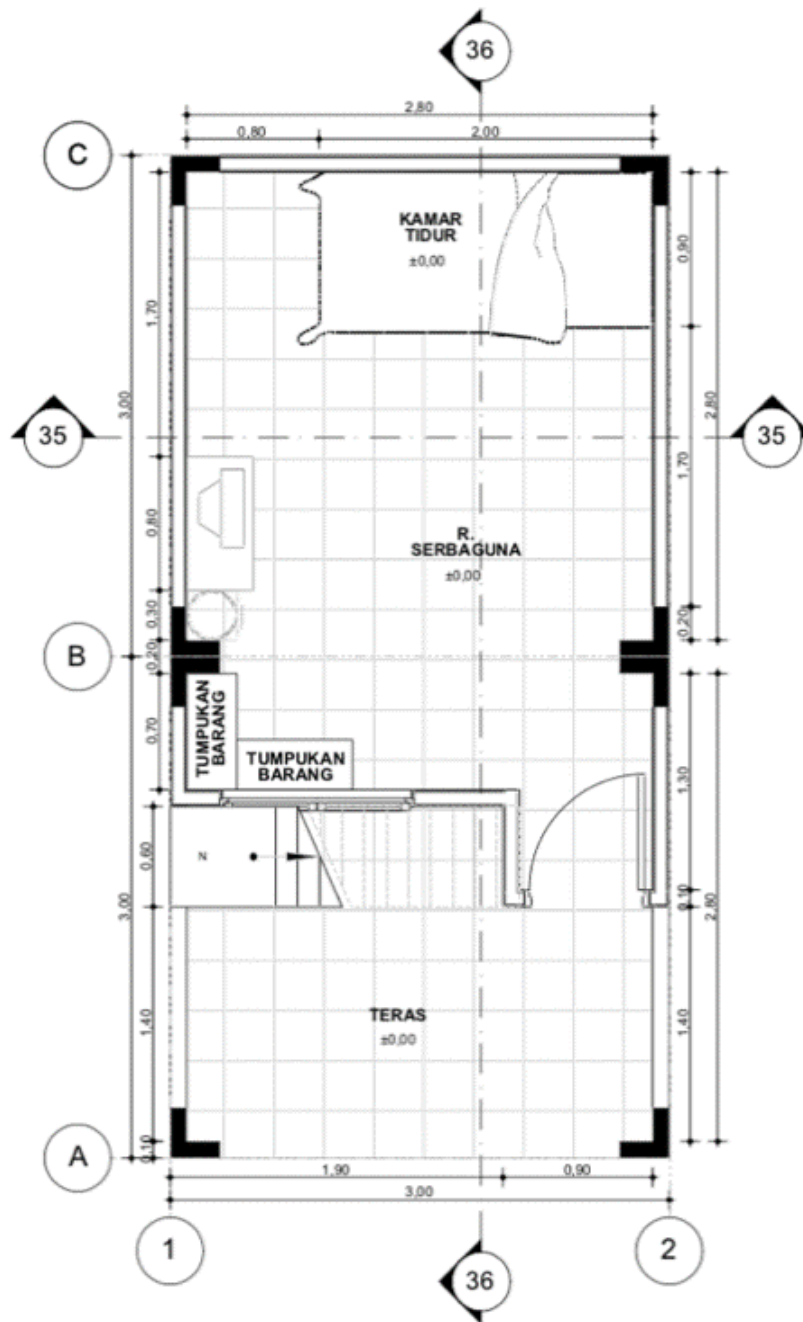 36
2,80
0,80
2,00
C
KAMAR
TIDUR
±0,00
0,90
1,70
3,00
2,80
35
35
1,70
0,80
R.
SERBAGUNA
±0,00
0,30
0,20
0,20
B
TUMPUKAN
BARANG
TUMPUKAN
BARANG
0,70
1,30
0,60
N
3,00
0,10
2,80
TERAS
±0,00
1,40
1,40
0,10
A
1,90
0,90
3,00
1
2
36